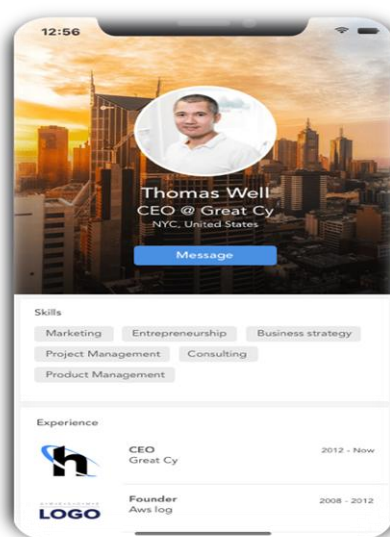 12:56
Thomas Well
CEO @ Great Cy
NYC, United States
Message
Skills
Marketing Entrepreneurship Business strategy
Project Management Consulting
Product Management
Experience
h
CEO 2012 - Now
Great Cy
Founder 2008 - 2012
Aws log
LOGO